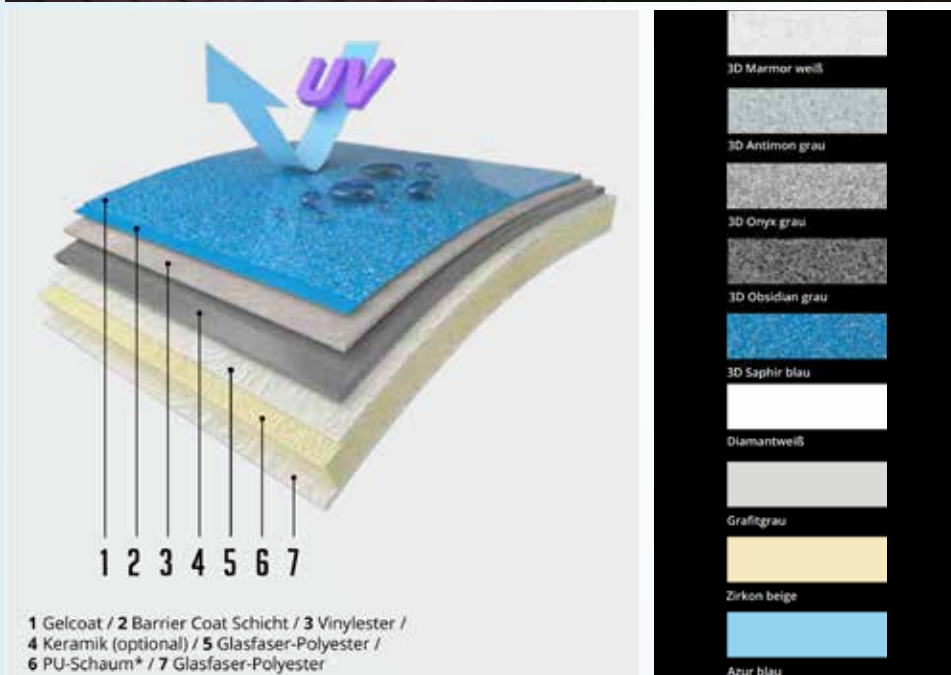 UV
1 2 3 4 5 6 7
1 Gelcoat / 2 Barrier Coat Schicht / 3 Vinylester /
4 Keramik (optional) / 5 Glasfaser-Polyester /
6 PU-Schaum* / 7 Glasfaser-Polyester
3D Marmor weiß
3D Antimon grau
3D Onyx grau
3D Obsidian grau
3D Saphir blau
Diamantweiß
Grafitgrau
Zirkon beige
Azur blau